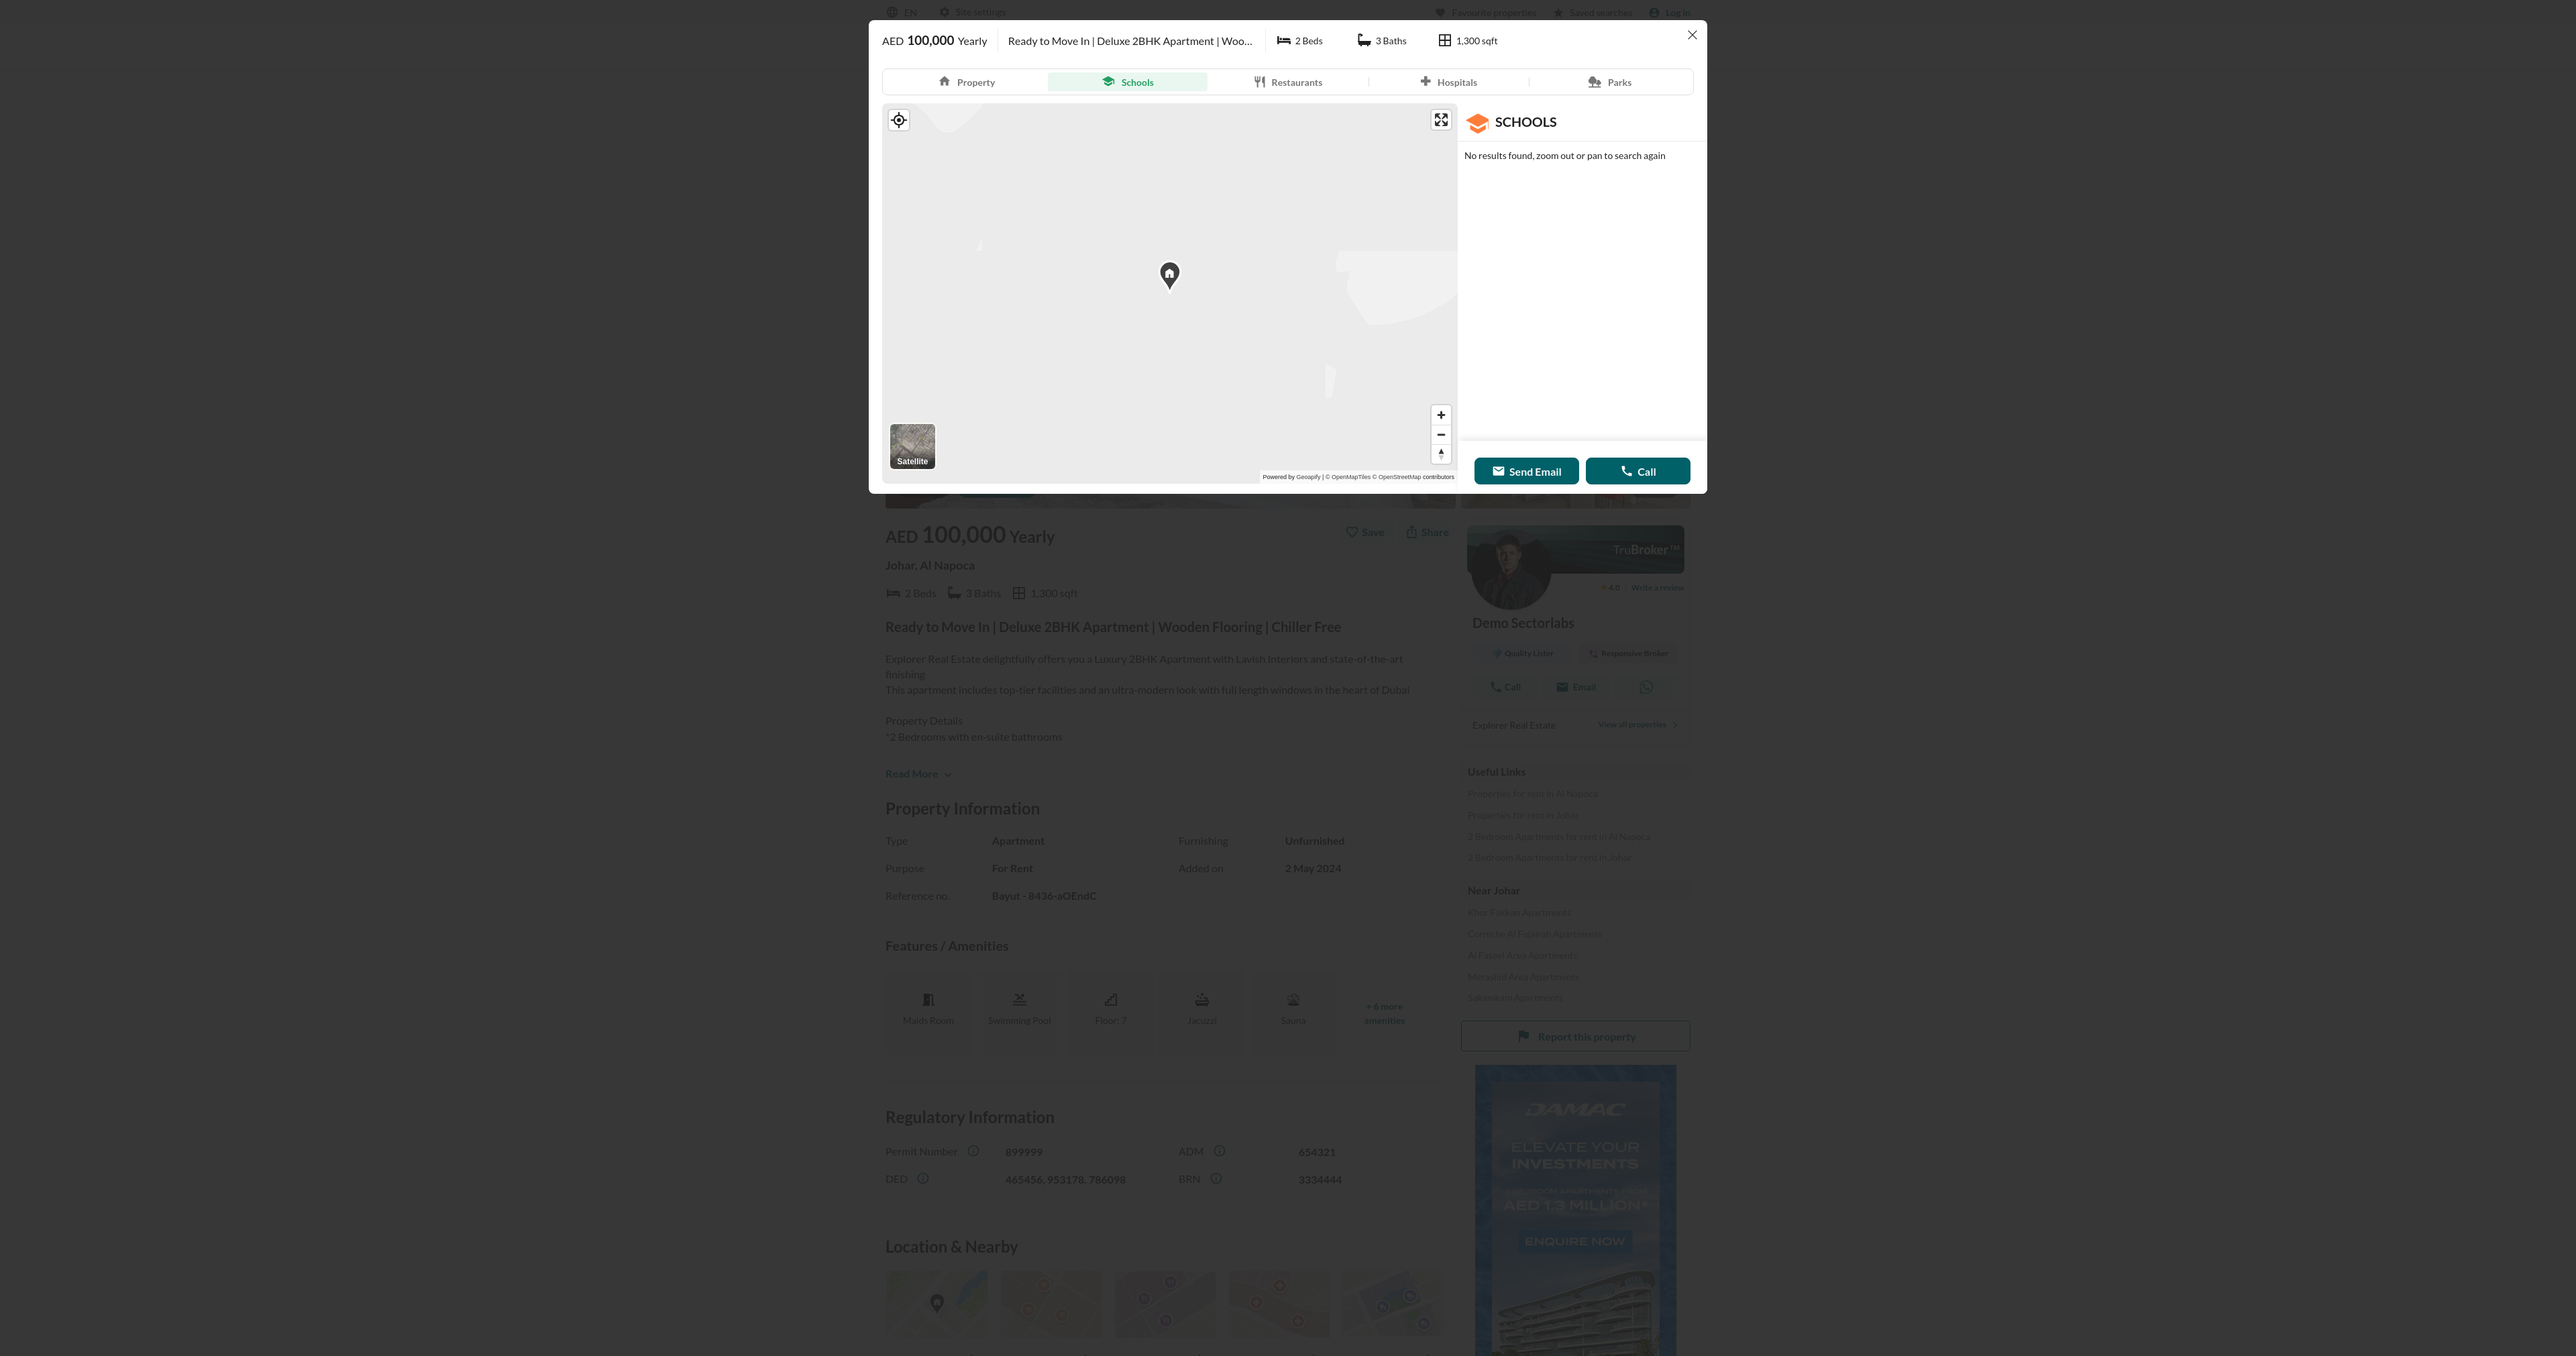 EN
Site settings
Favourite properties
Saved searches
Log in
AED 100,000 Yearly
Ready to Move In | Deluxe 2BHK Apartment | Woo...
2 Beds
3 Baths
1,300 sqft
Property
Schools
Restaurants
Hospitals
Parks
SCHOOLS
No results found, zoom out or pan to search again
Satellite
Powered by Geoapify | © OpenMapTiles © OpenStreetMap contributors
Send Email
Call
AED 100,000 Yearly
Save
Share
Johar, Al Napoca
2 Beds
3 Baths
1,300 sqft
Ready to Move In | Deluxe 2BHK Apartment | Wooden Flooring | Chiller Free
Explorer Real Estate delightfully offers you a Luxury 2BHK Apartment with Lavish Interiors and state-of-the-art
finishing
This apartment includes top-tier facilities and an ultra-modern look with full length windows in the heart of Dubai
Property Details
*2 Bedrooms with en-suite bathrooms
Read More
Property Information
Type
Apartment
Furnishing
Unfurnished
Purpose
For Rent
Added on
2 May 2024
Reference no.
Bayut - 8436-aOEndC
Features / Amenities
Maids Room
Swimming Pool
Floor: 7
Jacuzzi
Sauna
+ 6 more
amenities
Regulatory Information
Permit Number
899999
ADM
654321
DED
465456, 953178, 786098
BRN
3334444
Location & Nearby
TruBroker™
4.0
Write a review
Demo Sectorlabs
Quality Lister
Responsive Broker
Call
Email
Explorer Real Estate
View all properties
Useful Links
Properties for rent in Al Napoca
Properties for rent in Johar
2 Bedroom Apartments for rent in Al Napoca
2 Bedroom Apartments for rent in Johar
Near Johar
Khor Fakkan Apartments
Corniche Al Fujairah Apartments
Al Faseel Area Apartments
Merashid Area Apartments
Sakamkam Apartments
Report this property
DAMAC
ELEVATE YOUR
INVESTMENTS
AED 1.3 MILLION*
ENQUIRE NOW